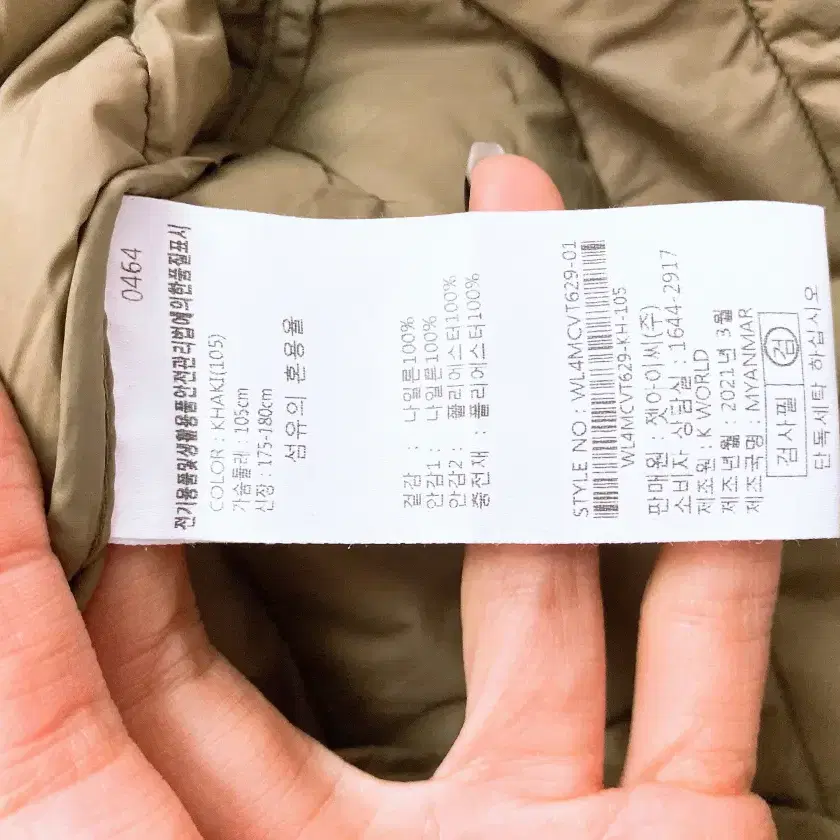 0464
전기용품및생활용품안전관리법에의한품질표시
COLOR : KHAKI(105)
가슴둘레 : 105cm
신장 : 175-180cm
섬유의 혼용율
겉감 : 나일론100%
안감1 : 나일론100%
안감2 : 폴리에스터100%
충전재 : 폴리에스터100%
STYLE NO : WL4MCVT629-01
WL4MCVT629-KH-105
판매원 : 젯아이씨(주)
소비자 상담실 : 1644-2917
제조원 : K WORLD
제조년월 : 2021년 3월
제조국명 : MYANMAR
검사필 검
단독세탁 하십시오